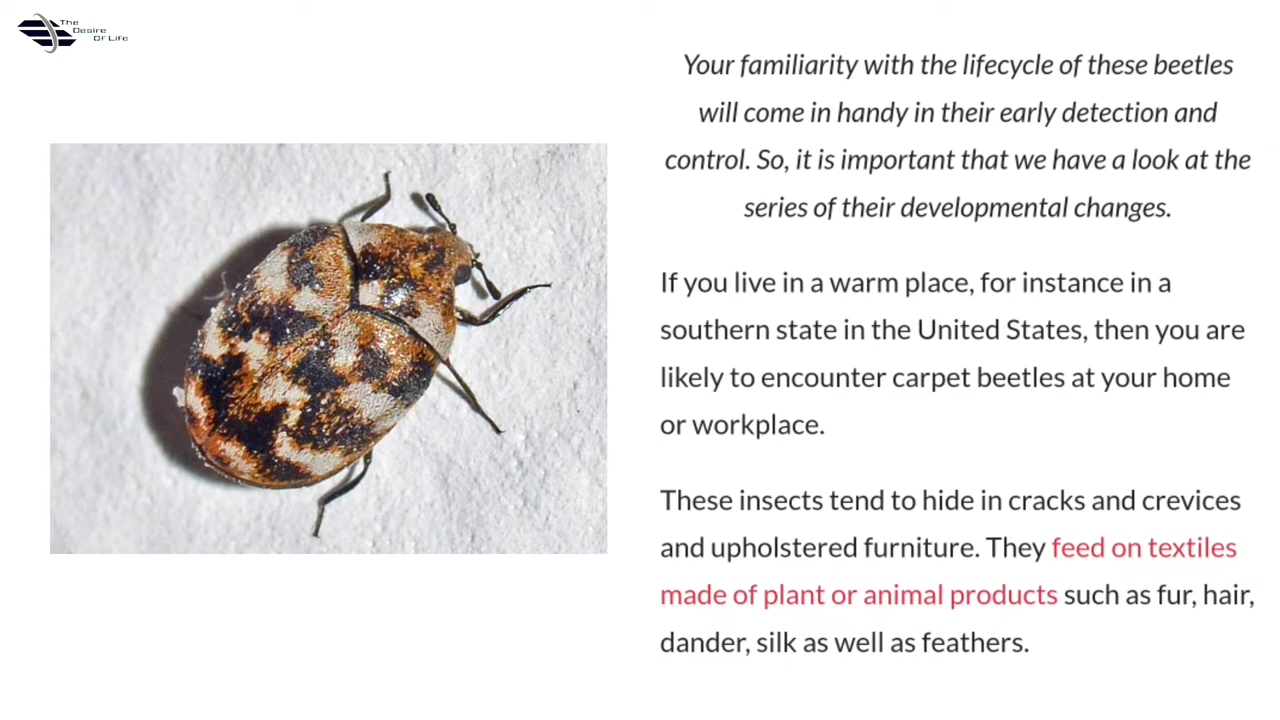 The
Desire
Of Life
Your familiarity with the lifecycle of these beetles
will come in handy in their early detection and
control. So, it is important that we have a look at the
series of their developmental changes.
If you live in a warm place, for instance in a
southern state in the United States, then you are
likely to encounter carpet beetles at your home
or workplace.
These insects tend to hide in cracks and crevices
and upholstered furniture. They feed on textiles
made of plant or animal products such as fur, hair,
dander, silk as well as feathers.